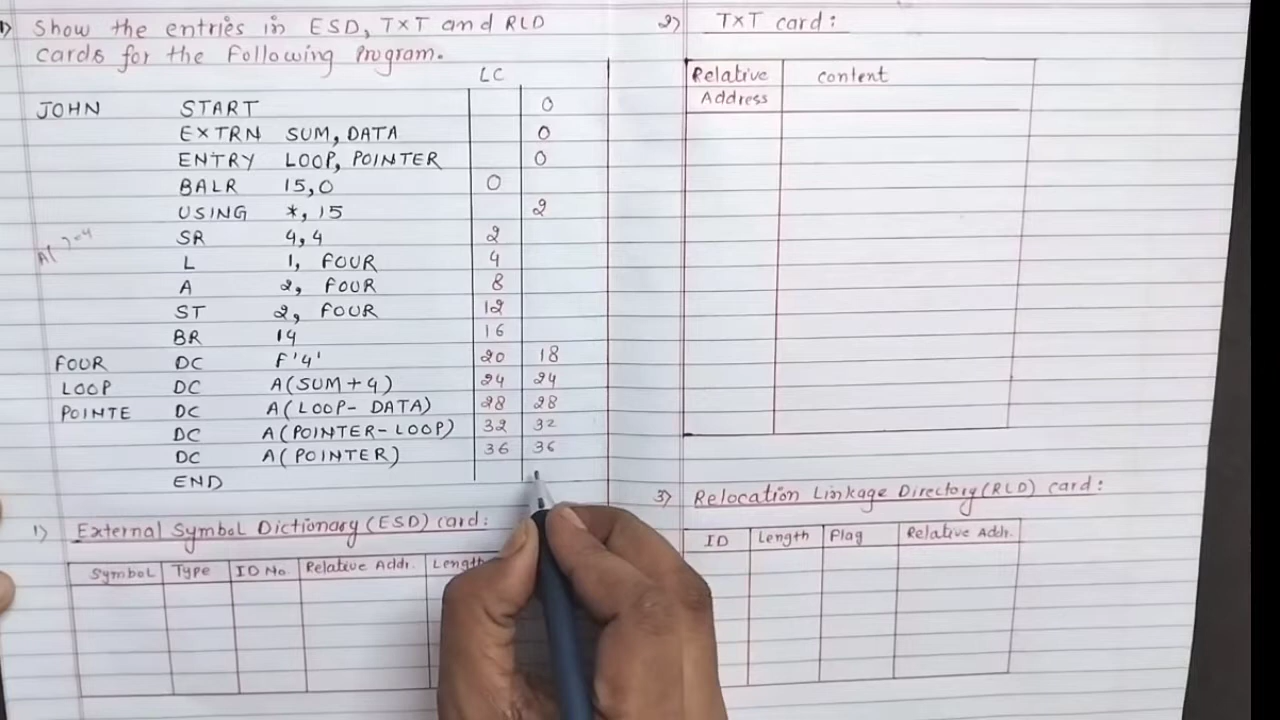 1) Show the entries in ESD, TXT and RLD
cards for the following Program.
LC
JOHN START 0
EXTRN SUM, DATA 0
ENTRY LOOP, POINTER 0
BALR 15,0 0
USING *, 15 2
SR 4,4 2
L 1, FOUR 4
A 2, FOUR 8
ST 2, FOUR 12
BR 14 16
FOUR DC F'4' 20 18
LOOP DC A(SUM+4) 24 24
POINTE DC A(LOOP-DATA) 28 28
DC A(POINTER-LOOP) 32 32
DC A(POINTER) 36 36
END
A( )=4
1) External Symbol Dictionary (ESD) card:
Symbol Type ID No. Relative Addr. Length
2) TXT card:
Relative Address content
3) Relocation Linkage Directory (RLD) card:
ID Length Flag Relative Addr.